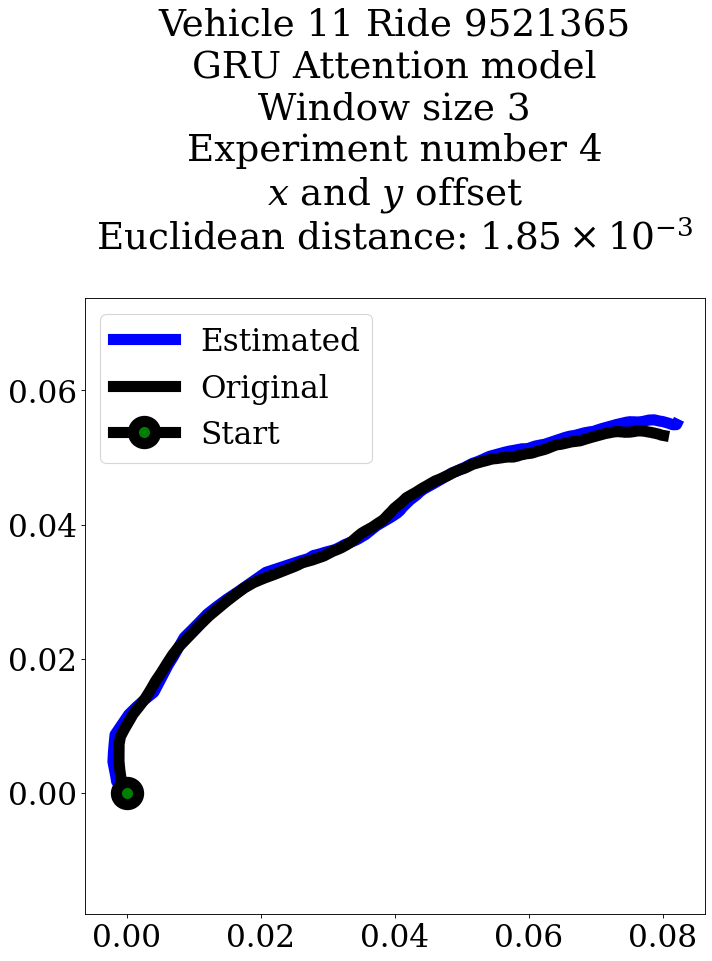 Vehicle 11 Ride 9521365
GRU Attention model
Window size 3
Experiment number 4
x and y offset
Euclidean distance: 1.85 × 10⁻³
Estimated
Original
Start
0.06
0.04
0.02
0.00
0.00 0.02 0.04 0.06 0.08